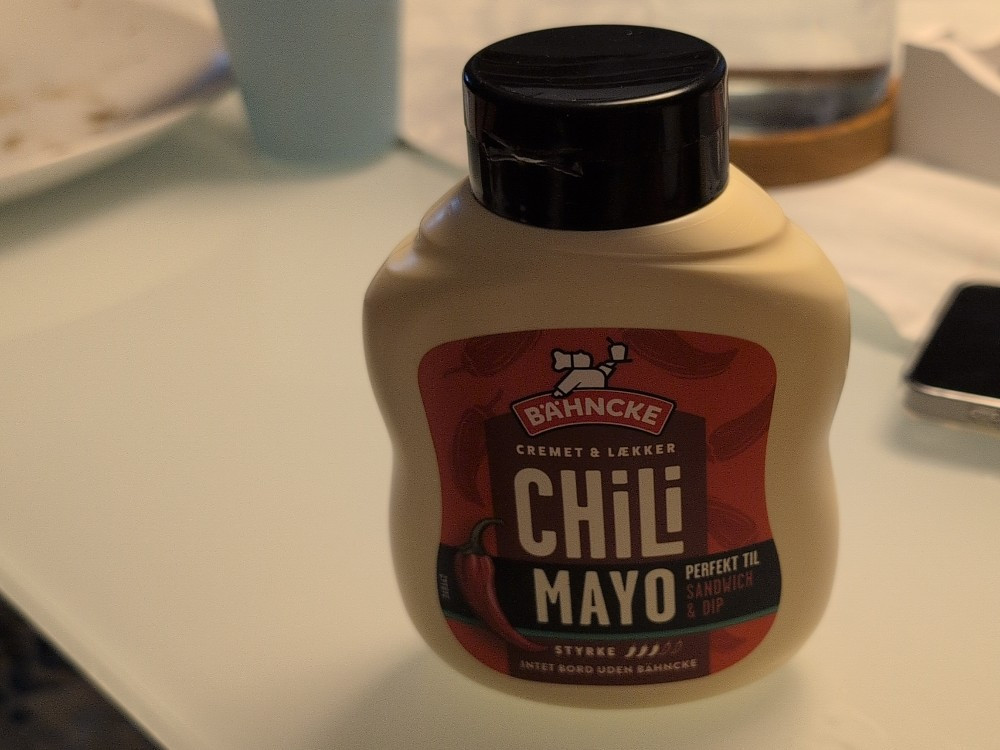 BÄHNCKE
CREMET & LÆKKER
CHiLi
MAYO
PERFEKT TIL
SANDWICH
& DIP
STYRKE
INTET BORD UDEN BÄHNCKE